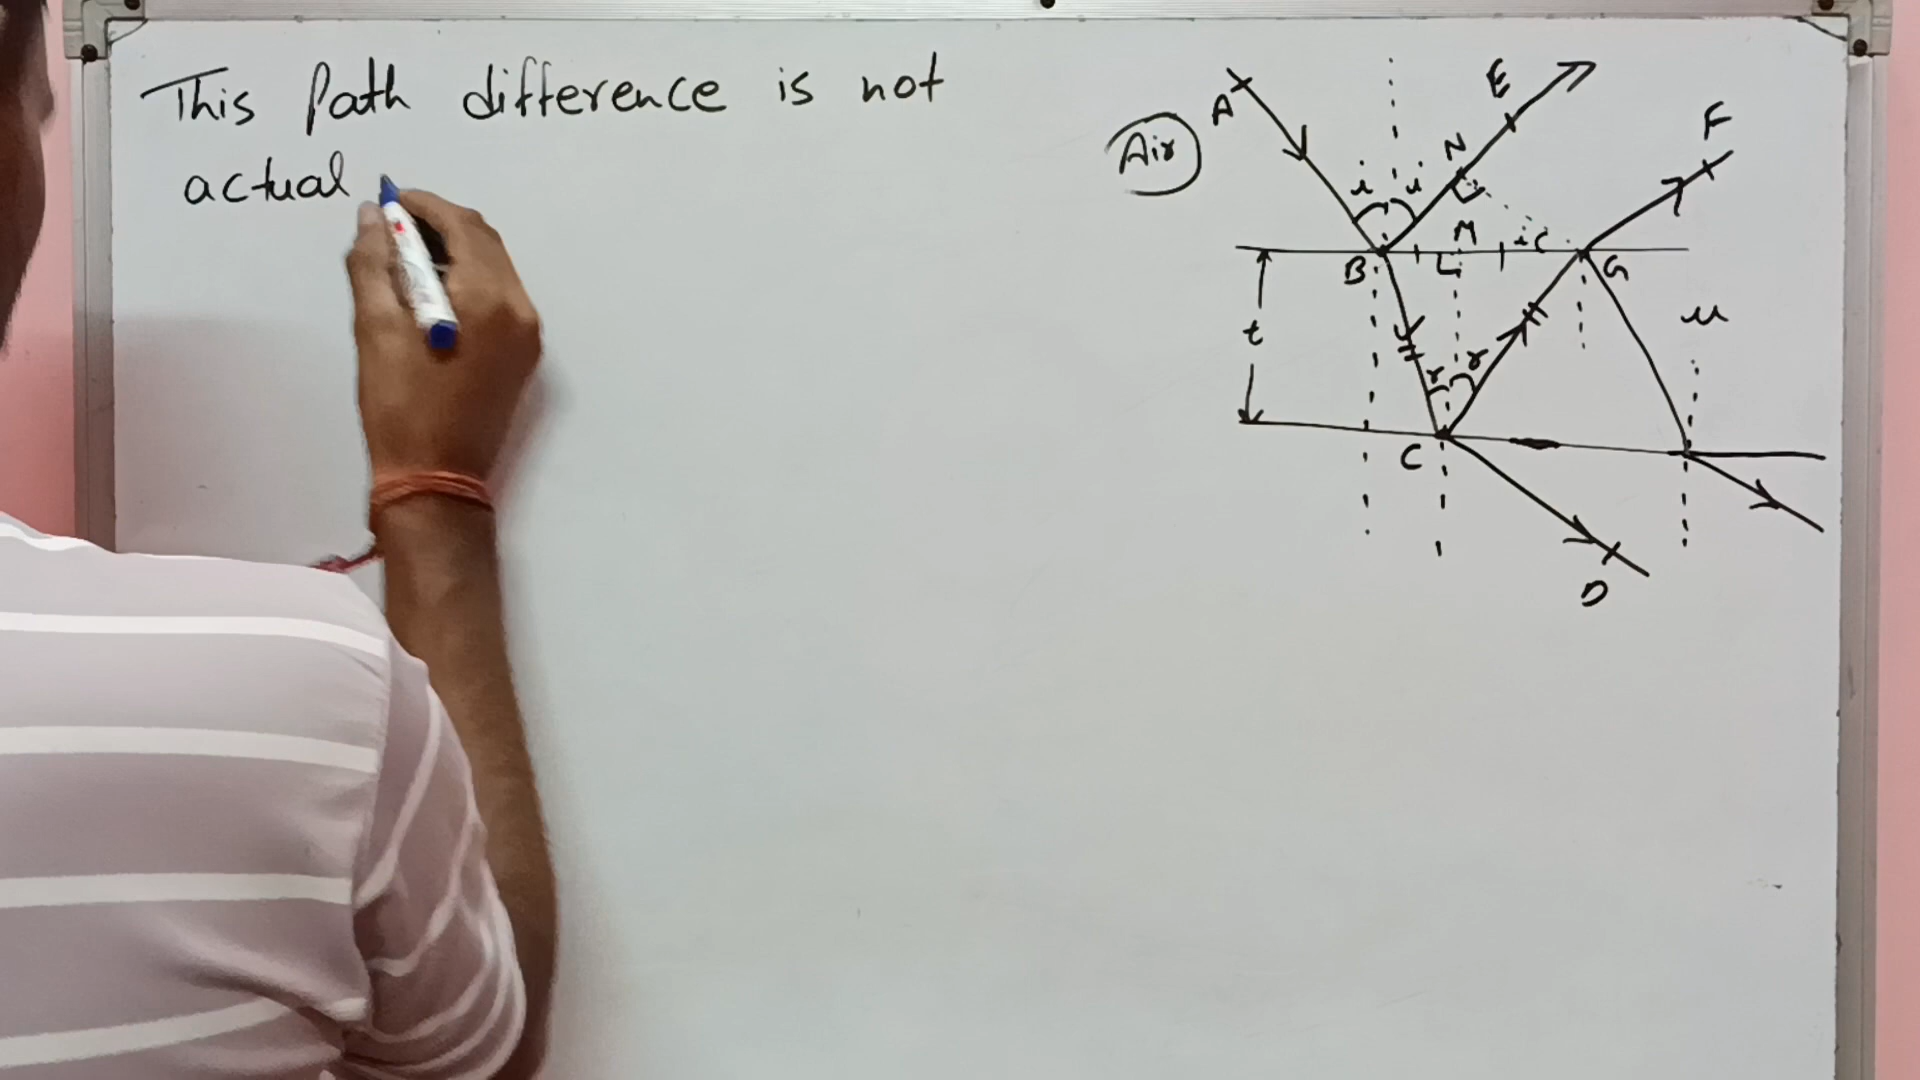 This Path difference is not
actual
A
E
F
Air
N
i
i
M
i
B
G
t
μ
r
r
C
D